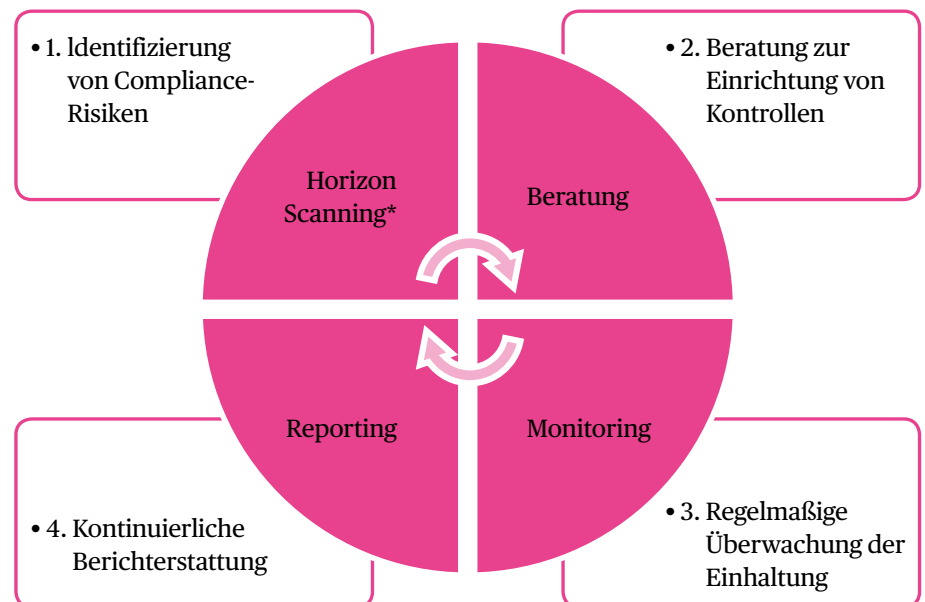 • 1. Identifizierung
von Compliance-
Risiken
• 2. Beratung zur
Einrichtung von
Kontrollen
Horizon
Scanning*
Beratung
Reporting
Monitoring
• 4. Kontinuierliche
Berichterstattung
• 3. Regelmaßige
Überwachung der
Einhaltung